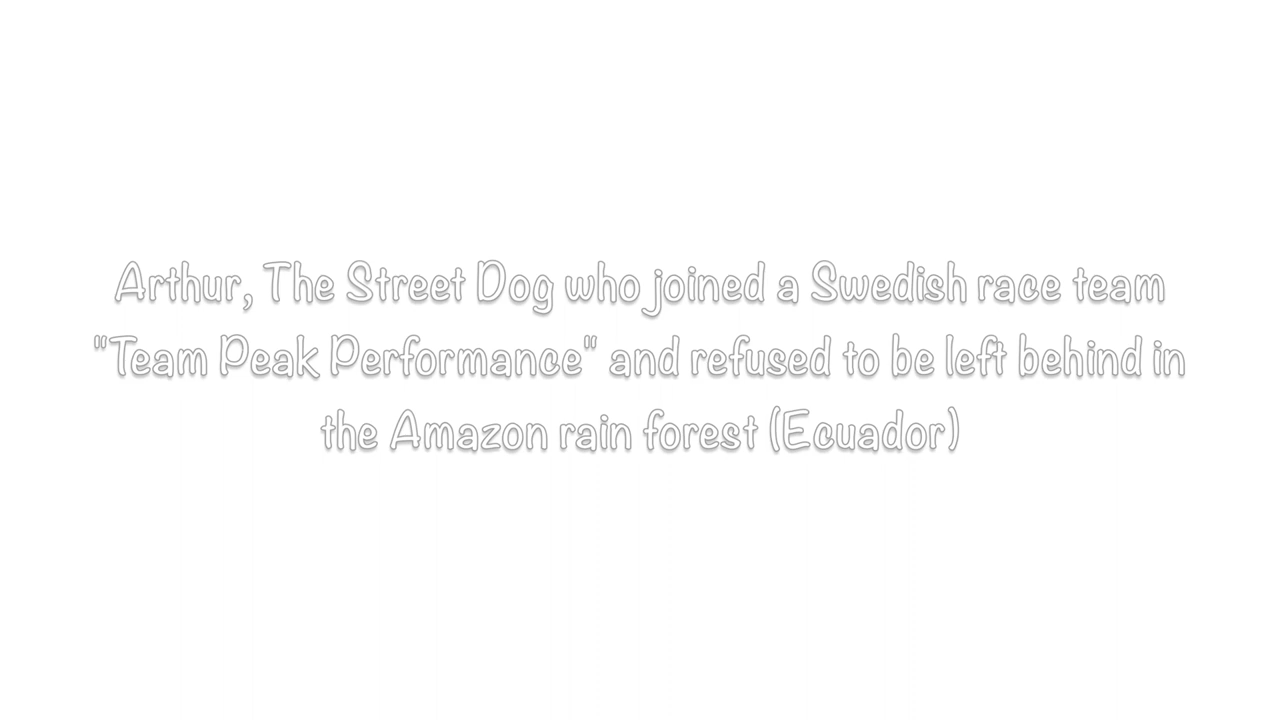 Arthur, The Street Dog who joined a Swedish race team
"Team Peak Performance" and refused to be left behind in
the Amazon rain forest (Ecuador)